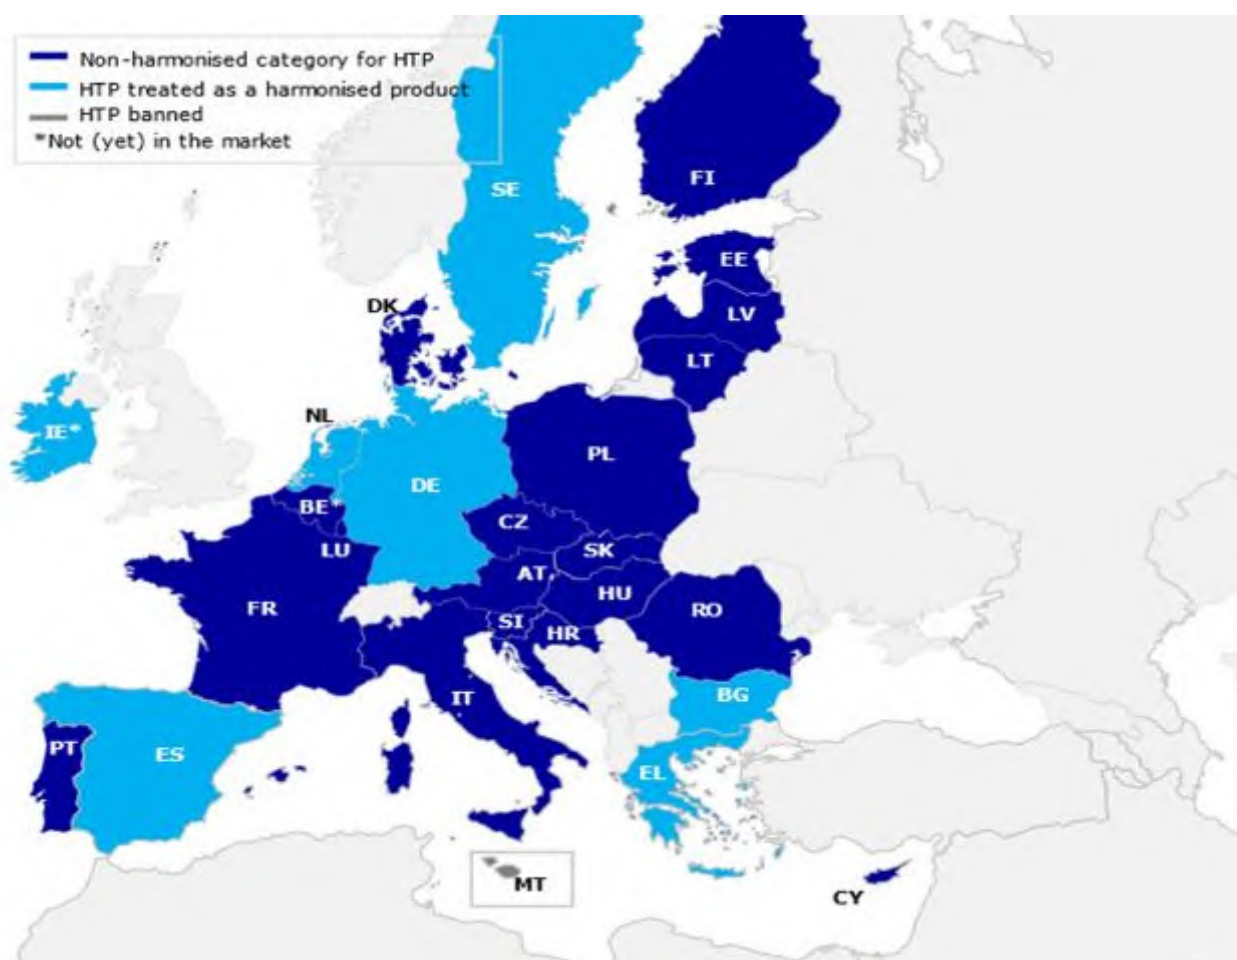 Non-harmonised category for HTP
HTP treated as a harmonised product
HTP banned
*Not (yet) in the market
SE
FI
EE
DK
LV
LT
NL
IE*
PL
DE
BE*
CZ
LU
SK
AT
HU
FR
RO
SI
HR
IT
BG
PT
ES
EL
MT
CY